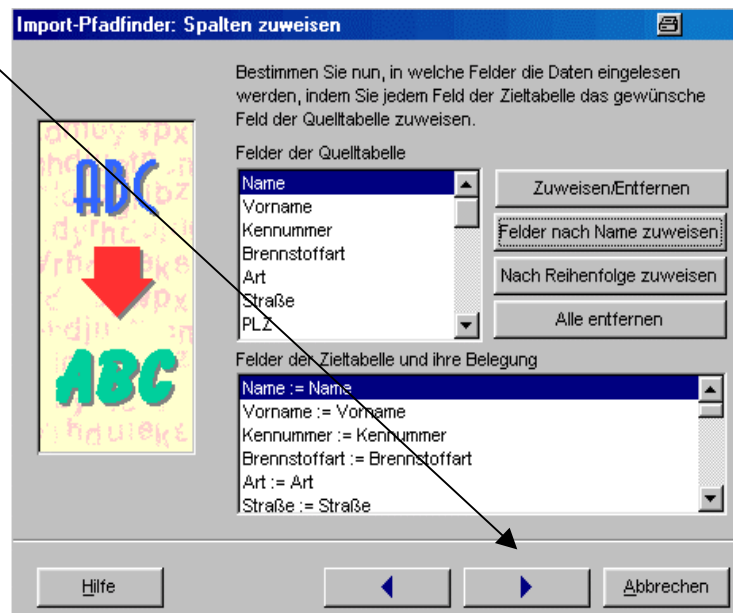 Import-Pfadfinder: Spalten zuweisen
Bestimmen Sie nun, in welche Felder die Daten eingelesen
werden, indem Sie jedem Feld der Zieltabelle das gewünsche
Feld der Quelltabelle zuweisen.
Felder der Quelltabelle
Name
Vorname
Kennummer
Brennstoffart
Art
Straße
PLZ
Zuweisen/Entfernen
Felder nach Name zuweisen
Nach Reihenfolge zuweisen
Alle entfernen
Felder der Zieltabelle und ihre Belegung
Name := Name
Vorname := Vorname
Kennummer := Kennummer
Brennstoffart := Brennstoffart
Art := Art
Straße := Straße
ABC
ABC
Hilfe
Abbrechen